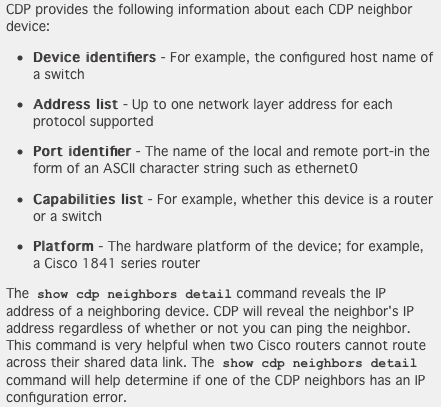 CDP provides the following information about each CDP neighbor
device:
• Device identifiers - For example, the configured host name of
a switch
• Address list - Up to one network layer address for each
protocol supported
• Port identifier - The name of the local and remote port-in the
form of an ASCII character string such as ethernet0
• Capabilities list - For example, whether this device is a router
or a switch
• Platform - The hardware platform of the device; for example,
a Cisco 1841 series router
The show cdp neighbors detail command reveals the IP
address of a neighboring device. CDP will reveal the neighbor's IP
address regardless of whether or not you can ping the neighbor.
This command is very helpful when two Cisco routers cannot route
across their shared data link. The show cdp neighbors detail
command will help determine if one of the CDP neighbors has an IP
configuration error.